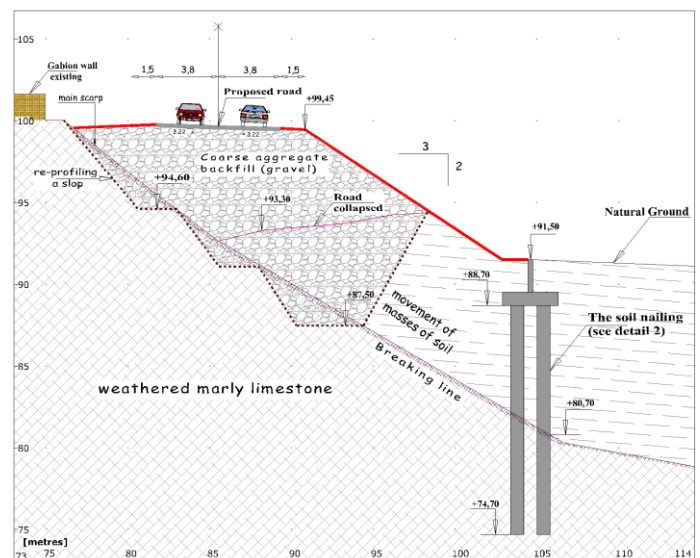 105
100
95
90
85
80
75
[metres]
73 75 80 85 90 95 100 105 110 114
Gabion wall
existing
main scarp
1,5 3,8 3,8 1,5
Proposed road
+99,45
3.22 3.22
Coarse aggregate
backfill (gravel)
3
2
re-profiling
a slop
+94,60
+93,30
Road
collapsed
Natural Ground
+91,50
+88,70
+87,50
movement of
masses of soil
The soil nailing
(see detail 2)
Breaking line
weathered marly limestone
+80,70
+74,70